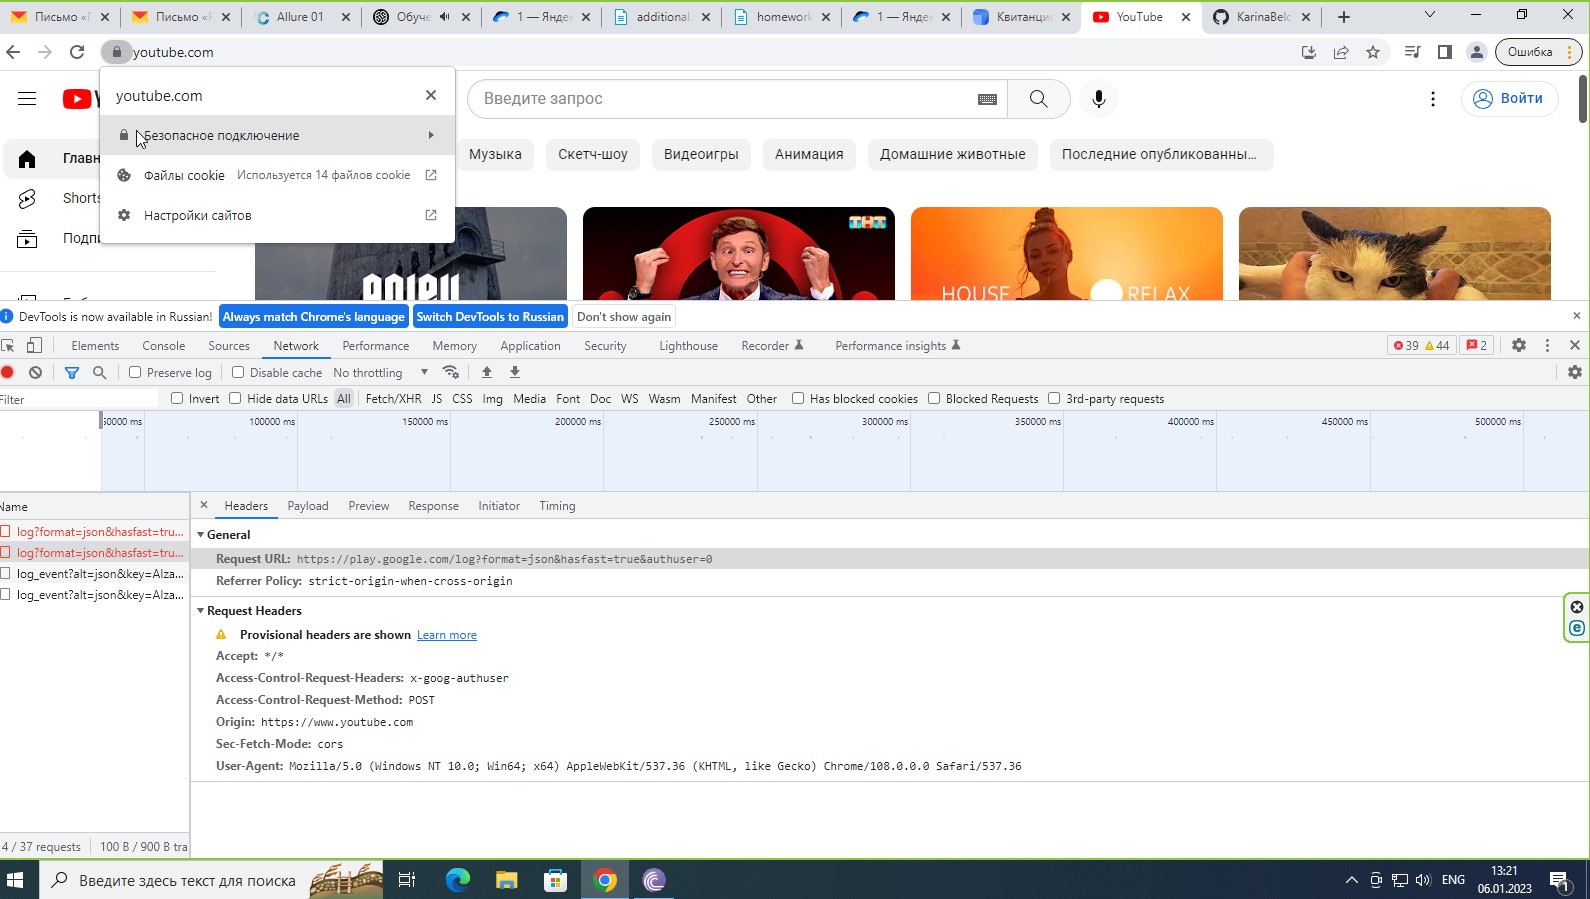 Письмо «Г
Письмо «F
Allure 01
Обуче
1 — Яндек
additional.
homework
1 — Яндек
Квитанци
YouTube
KarinaBelc
youtube.com
Ошибка
youtube.com
Безопасное подключение
Файлы cookie Используется 14 файлов cookie
Настройки сайтов
Введите запрос
Войти
Главн
Shorts
Подпи
Музыка
Скетч-шоу
Видеоигры
Анимация
Домашние животные
Последние опубликованны...
ТНТ
HOUSE RELAX
DevTools is now available in Russian! Always match Chrome's language Switch DevTools to Russian Don't show again
Elements Console Sources Network Performance Memory Application Security Lighthouse Recorder Performance insights 39 44 2
Preserve log Disable cache No throttling
Filter Invert Hide data URLs All Fetch/XHR JS CSS Img Media Font Doc WS Wasm Manifest Other Has blocked cookies Blocked Requests 3rd-party requests
50000 ms 100000 ms 150000 ms 200000 ms 250000 ms 300000 ms 350000 ms 400000 ms 450000 ms 500000 ms
Name
log?format=json&hasfast=tru...
log?format=json&hasfast=tru...
log_event?alt=json&key=AIza...
log_event?alt=json&key=AIza...
Headers Payload Preview Response Initiator Timing
General
Request URL: https://play.google.com/log?format=json&hasfast=true&authuser=0
Referrer Policy: strict-origin-when-cross-origin
Request Headers
Provisional headers are shown Learn more
Accept: */*
Access-Control-Request-Headers: x-goog-authuser
Access-Control-Request-Method: POST
Origin: https://www.youtube.com
Sec-Fetch-Mode: cors
User-Agent: Mozilla/5.0 (Windows NT 10.0; Win64; x64) AppleWebKit/537.36 (KHTML, like Gecko) Chrome/108.0.0.0 Safari/537.36
4 / 37 requests 100 B / 900 B tra
Введите здесь текст для поиска
ENG
13:21
06.01.2023
1